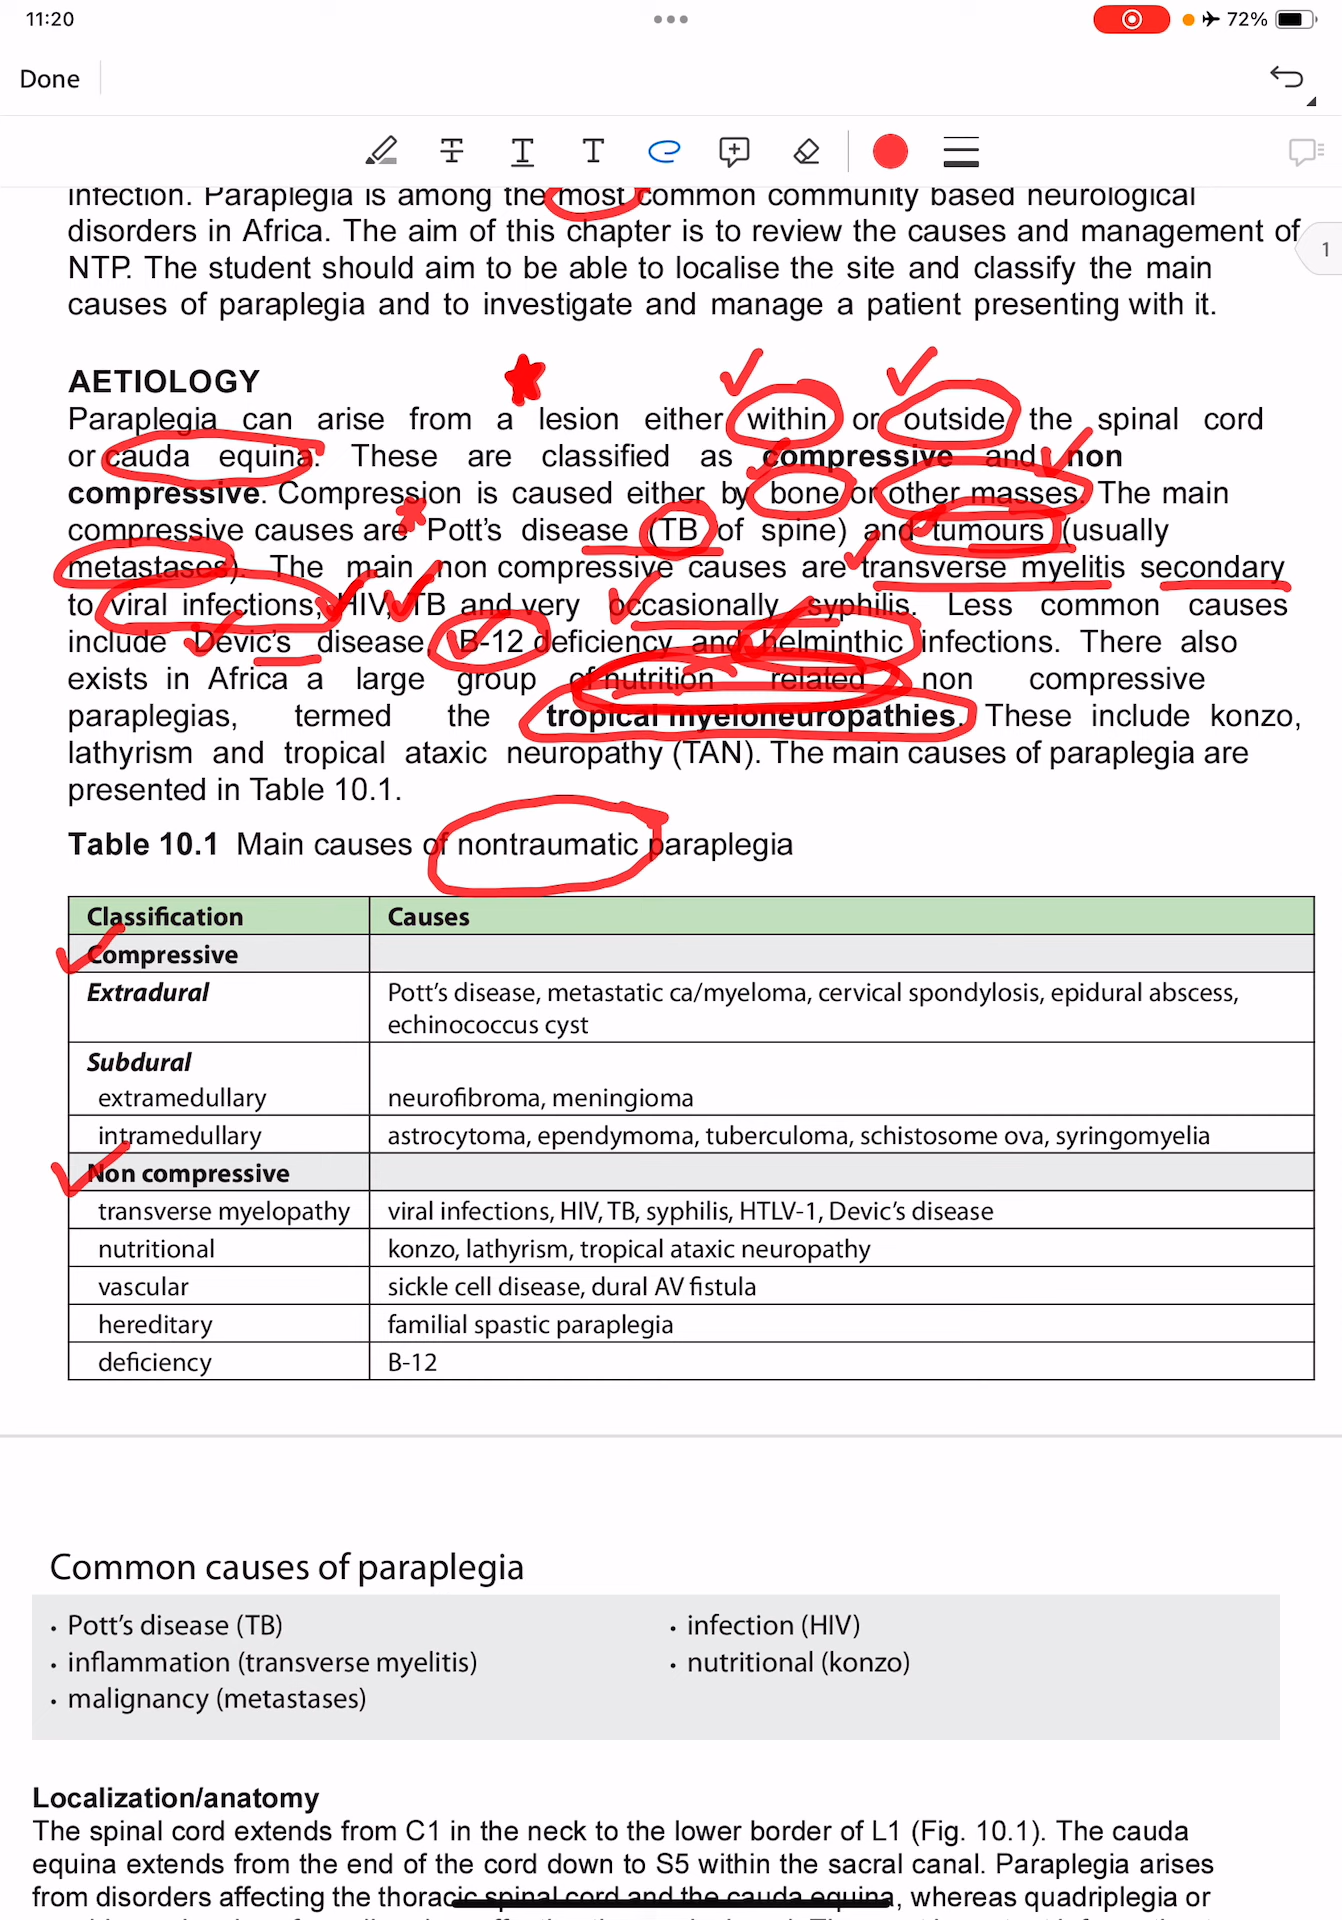 11:20
72%
Done
T T T
infection. Paraplegia is among the most common community based neurological
disorders in Africa. The aim of this chapter is to review the causes and management of
1
NTP. The student should aim to be able to localise the site and classify the main
causes of paraplegia and to investigate and manage a patient presenting with it.
AETIOLOGY
Paraplegia can arise from a lesion either within or outside the spinal cord
or cauda equina. These are classified as compressive and non
compressive. Compression is caused either by bone or other masses. The main
compressive causes are Pott's disease (TB of spine) and tumours (usually
metastases). The main non compressive causes are transverse myelitis secondary
to viral infections, HIV, TB and very occasionally syphilis. Less common causes
include Devic's disease, B-12 deficiency and helminthic infections. There also
exists in Africa a large group of nutrition related non compressive
paraplegias, termed the tropical myeloneuropathies. These include konzo,
lathyrism and tropical ataxic neuropathy (TAN). The main causes of paraplegia are
presented in Table 10.1.
Table 10.1 Main causes of nontraumatic paraplegia
Classification Causes
Compressive
Extradural Pott's disease, metastatic ca/myeloma, cervical spondylosis, epidural abscess,
echinococcus cyst
Subdural
extramedullary neurofibroma, meningioma
intramedullary astrocytoma, ependymoma, tuberculoma, schistosome ova, syringomyelia
Non compressive
transverse myelopathy viral infections, HIV, TB, syphilis, HTLV-1, Devic's disease
nutritional konzo, lathyrism, tropical ataxic neuropathy
vascular sickle cell disease, dural AV fistula
hereditary familial spastic paraplegia
deficiency B-12
Common causes of paraplegia
• Pott's disease (TB) • infection (HIV)
• inflammation (transverse myelitis) • nutritional (konzo)
• malignancy (metastases)
Localization/anatomy
The spinal cord extends from C1 in the neck to the lower border of L1 (Fig. 10.1). The cauda
equina extends from the end of the cord down to S5 within the sacral canal. Paraplegia arises
from disorders affecting the thoracic spinal cord and the cauda equina, whereas quadriplegia or